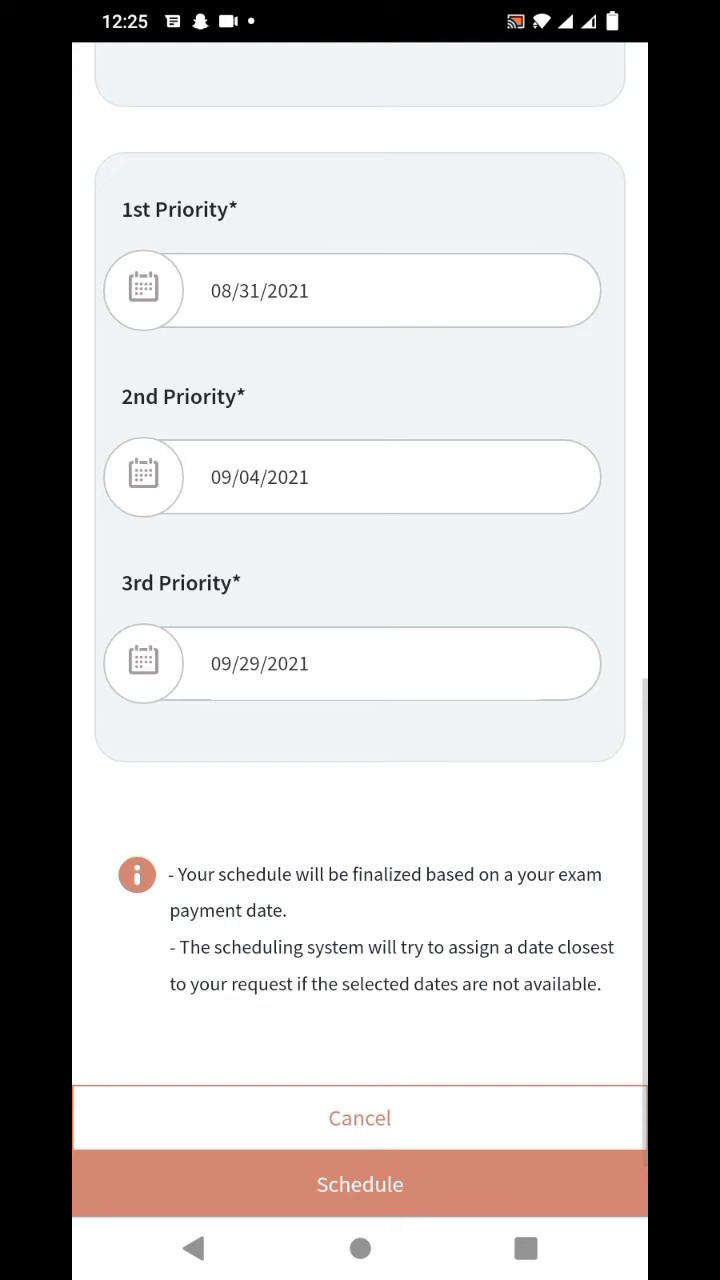 12:25
1st Priority*
08/31/2021
2nd Priority*
09/04/2021
3rd Priority*
09/29/2021
- Your schedule will be finalized based on a your exam
payment date.
- The scheduling system will try to assign a date closest
to your request if the selected dates are not available.
Cancel
Schedule